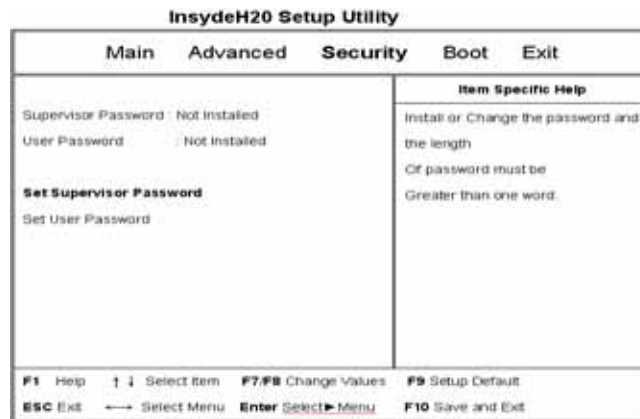 InsydeH20 Setup Utility
Main Advanced Security Boot Exit
Supervisor Password : Not Installed
User Password : Not Installed
Set Supervisor Password
Set User Password
Item Specific Help
Install or Change the password and
the length
Of password must be
Greater than one word.
F1 Help ↑ ↓ Select Item F7/F8 Change Values F9 Setup Default
ESC Exit ←→ Select Menu Enter Select►Menu F10 Save and Exit